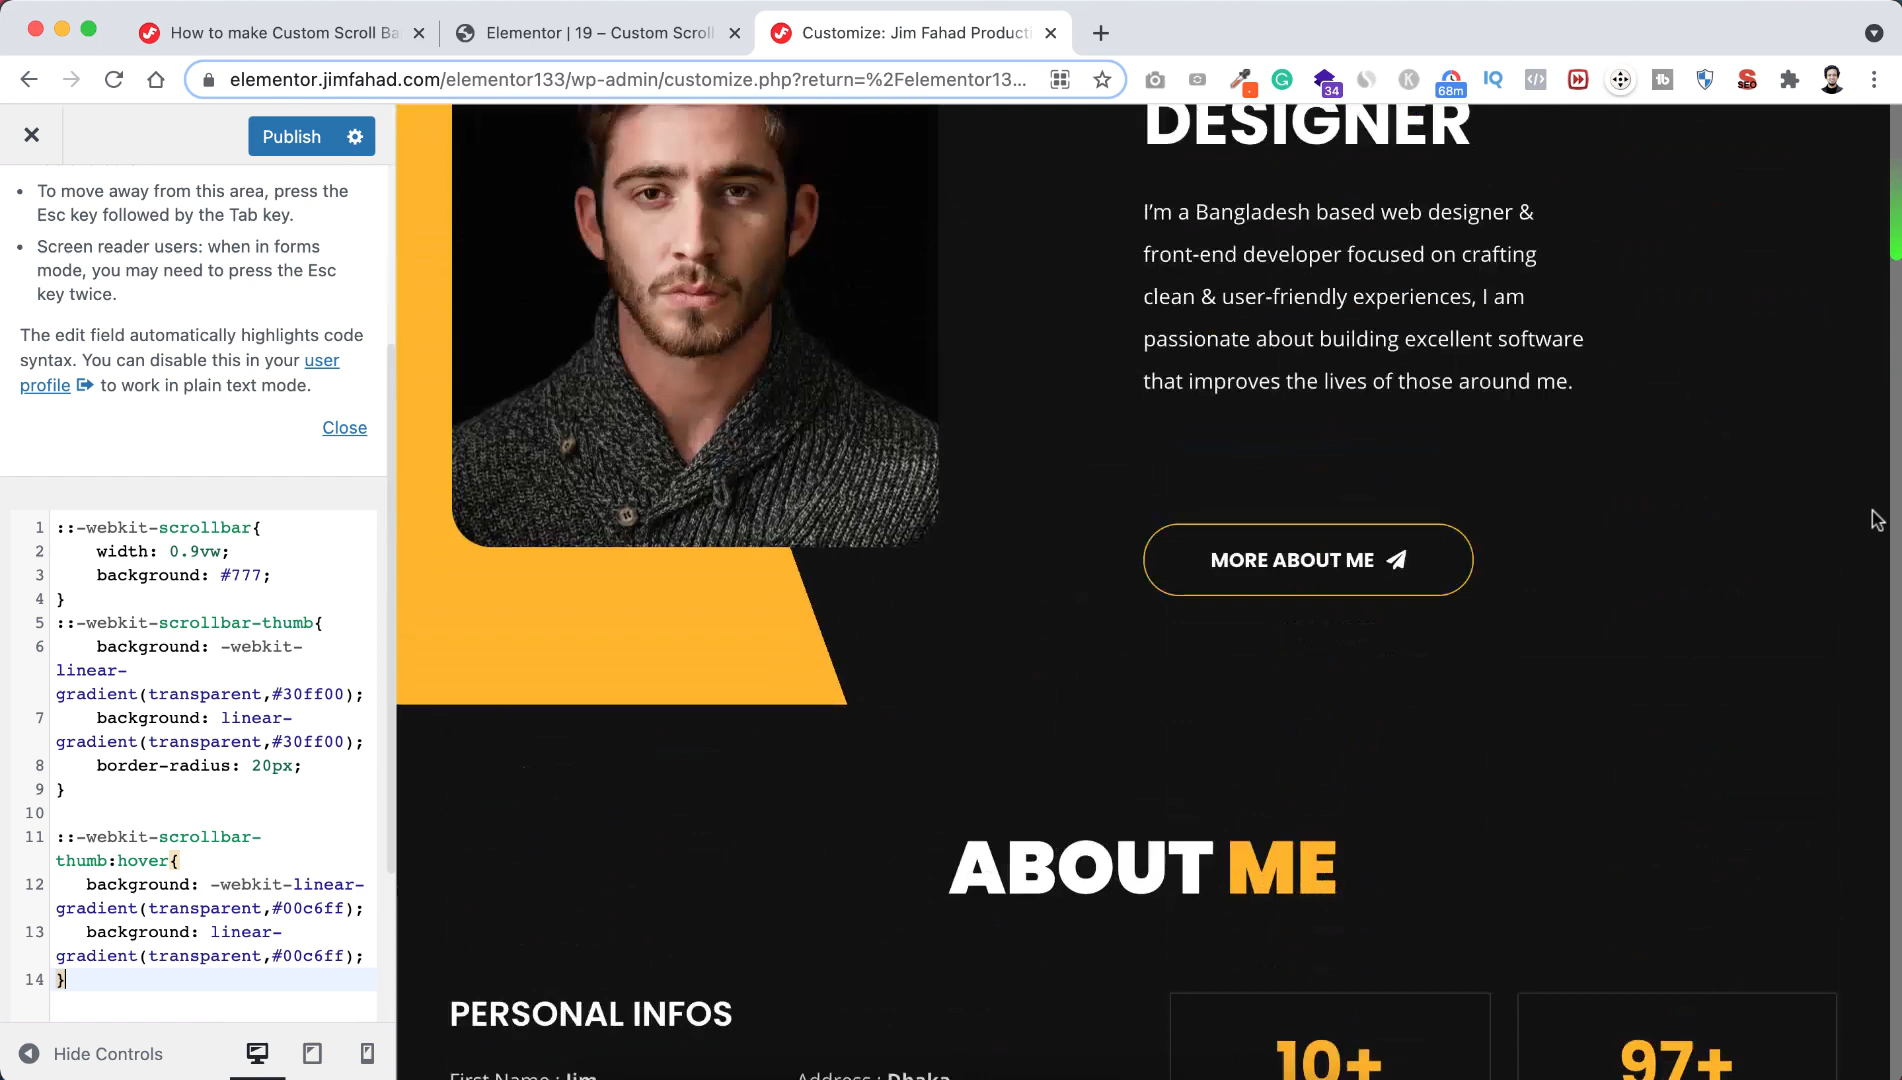 How to make Custom Scroll Ba
Elementor | 19 – Custom Scroll
Customize: Jim Fahad Producti
elementor.jimfahad.com/elementor133/wp-admin/customize.php?return=%2Felementor13...
34
68m
IQ
SEO
Publish
To move away from this area, press the
Esc key followed by the Tab key.
Screen reader users: when in forms
mode, you may need to press the Esc
key twice.
The edit field automatically highlights code
syntax. You can disable this in your user
profile to work in plain text mode.
Close
1 ::-webkit-scrollbar{
2 width: 0.9vw;
3 background: #777;
4 }
5 ::-webkit-scrollbar-thumb{
6 background: -webkit-
linear-
gradient(transparent,#30ff00);
7 background: linear-
gradient(transparent,#30ff00);
8 border-radius: 20px;
9 }
10
11 ::-webkit-scrollbar-
thumb:hover{
12 background: -webkit-linear-
gradient(transparent,#00c6ff);
13 background: linear-
gradient(transparent,#00c6ff);
14 }
Hide Controls
DESIGNER
I'm a Bangladesh based web designer &
front-end developer focused on crafting
clean & user-friendly experiences, I am
passionate about building excellent software
that improves the lives of those around me.
MORE ABOUT ME
ABOUT ME
PERSONAL INFOS
10+
97+
First Name : Jim
Address : Dhaka